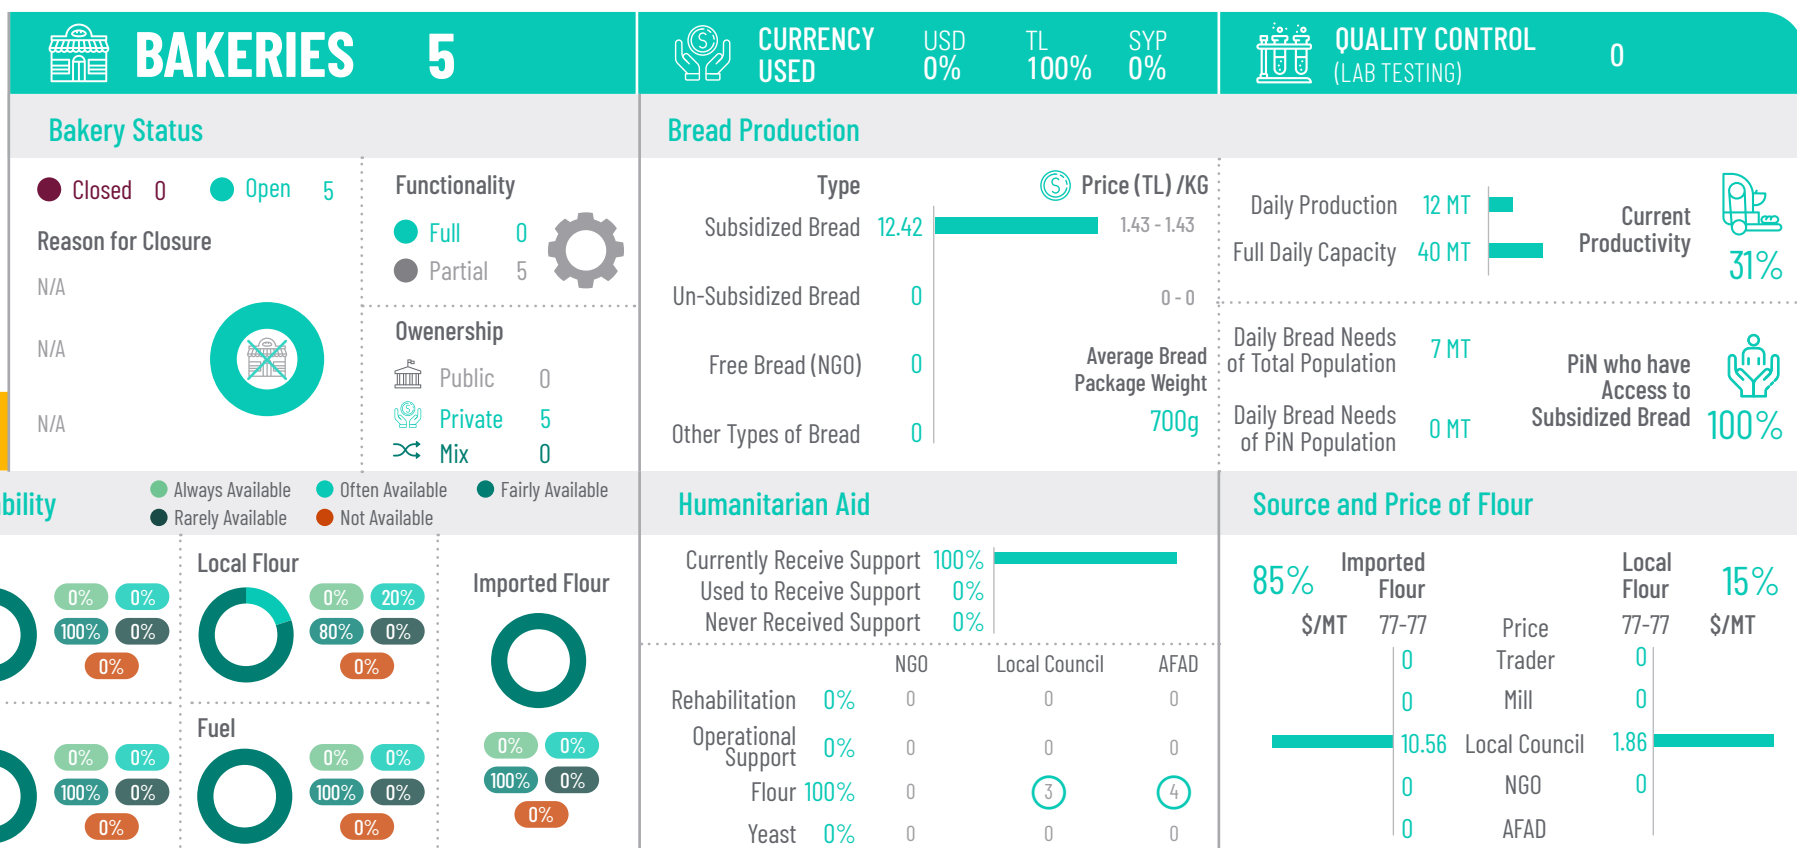 BAKERIES 5
CURRENCY USED
USD 0%
TL 100%
SYP 0%
QUALITY CONTROL
(LAB TESTING)
0
Bakery Status
Closed 0
Open 5
Reason for Closure
N/A
N/A
N/A
Functionality
Full 0
Partial 5
Owenership
Public 0
Private 5
Mix 0
Bread Production
Type
Price (TL) /KG
Subsidized Bread 12.42 1.43 - 1.43
Un-Subsidized Bread 0 0 - 0
Free Bread (NGO) 0
Other Types of Bread 0
Average Bread
Package Weight
700g
Daily Production 12 MT
Full Daily Capacity 40 MT
Current
Productivity
31%
Daily Bread Needs
of Total Population
7 MT
Daily Bread Needs
of PiN Population
0 MT
PiN who have
Access to
Subsidized Bread
100%
bility
Always Available
Often Available
Fairly Available
Rarely Available
Not Available
0% 0%
100% 0%
0%
Local Flour
0% 20%
80% 0%
0%
Imported Flour
0% 0%
100% 0%
0%
0% 0%
100% 0%
0%
Fuel
0% 0%
100% 0%
0%
Humanitarian Aid
Currently Receive Support 100%
Used to Receive Support 0%
Never Received Support 0%
NGO Local Council AFAD
Rehabilitation 0% 0 0 0
Operational
Support
0% 0 0 0
Flour 100% 0 3 4
Yeast 0% 0 0 0
Source and Price of Flour
85% Imported
Flour
Local
Flour
15%
$/MT 77-77 Price 77-77 $/MT
0 Trader 0
0 Mill 0
10.56 Local Council 1.86
0 NGO 0
0 AFAD